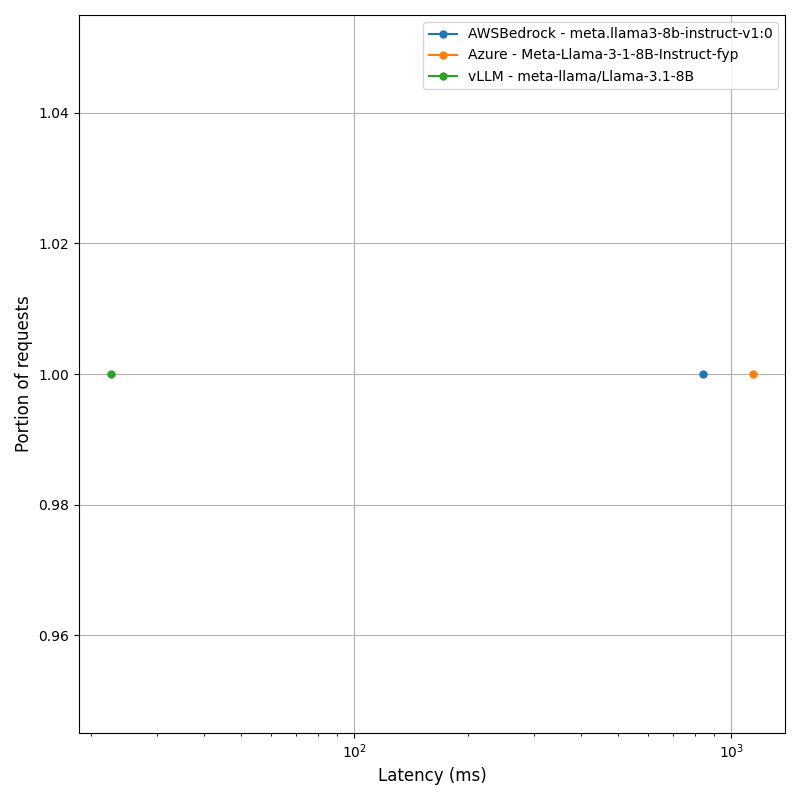 AWSBedrock - meta.llama3-8b-instruct-v1:0
Azure - Meta-Llama-3-1-8B-Instruct-fyp
vLLM - meta-llama/Llama-3.1-8B
1.04
1.02
1.00
0.98
0.96
Portion of requests
10² 10³
Latency (ms)